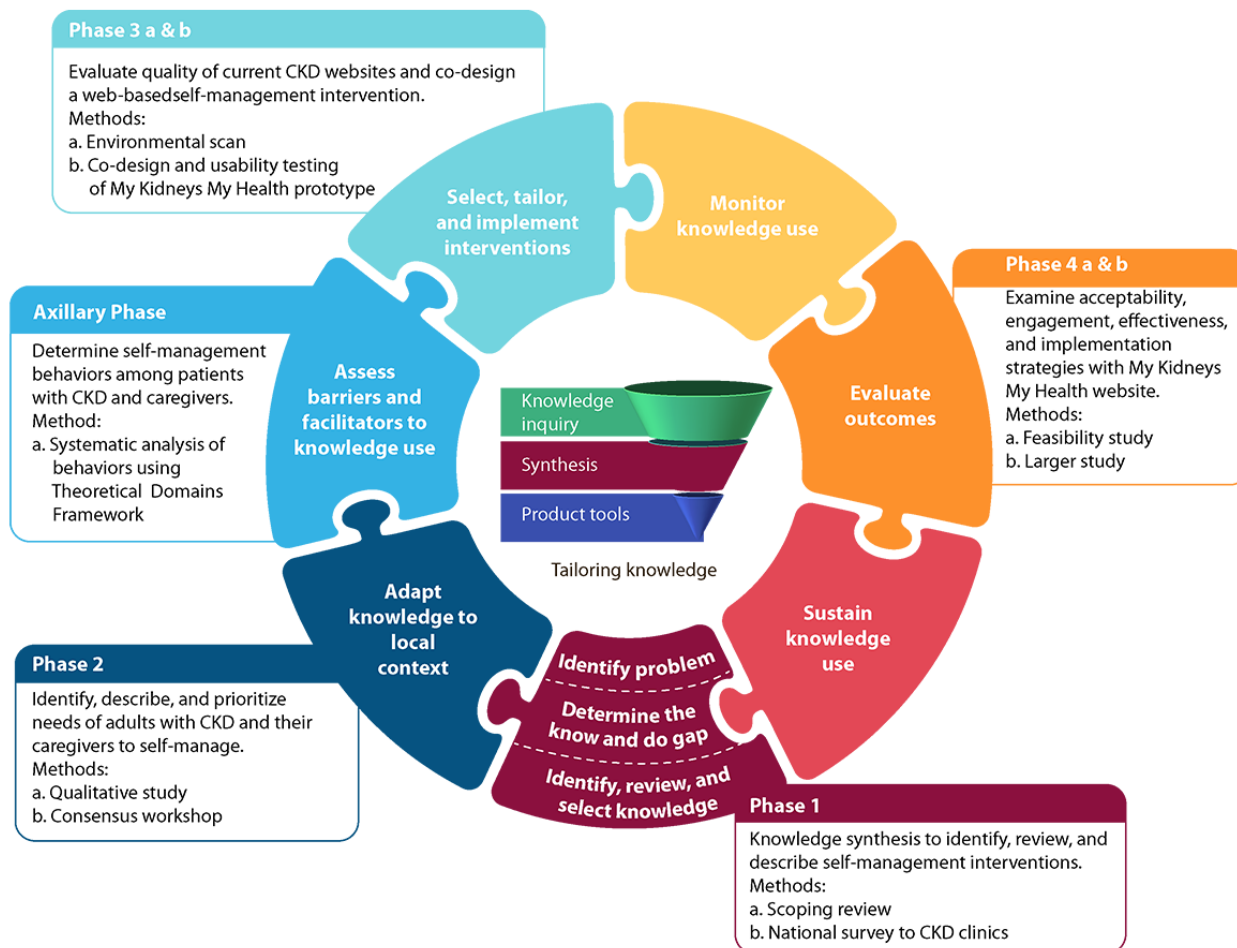 Phase 3 a & b
Evaluate quality of current CKD websites and co-design
a web-basedself-management intervention.
Methods:
a. Environmental scan
b. Co-design and usability testing
of My Kidneys My Health prototype
Select, tailor,
and implement
interventions
Monitor
knowledge use
Phase 4 a & b
Examine acceptability,
engagement, effectiveness,
and implementation
strategies with My Kidneys
My Health website.
Methods:
a. Feasibility study
b. Larger study
Axillary Phase
Determine self-management
behaviors among patients
with CKD and caregivers.
Method:
a. Systematic analysis of
behaviors using
Theoretical Domains
Framework
Assess
barriers and
facilitators to
knowledge use
Evaluate
outcomes
Knowledge
inquiry
Synthesis
Product tools
Tailoring knowledge
Adapt
knowledge to
local
context
Sustain
knowledge
use
Identify problem
Determine the
know and do gap
Identify, review, and
select knowledge
Phase 2
Identify, describe, and prioritize
needs of adults with CKD and their
caregivers to self-manage.
Methods:
a. Qualitative study
b. Consensus workshop
Phase 1
Knowledge synthesis to identify, review, and
describe self-management interventions.
Methods:
a. Scoping review
b. National survey to CKD clinics